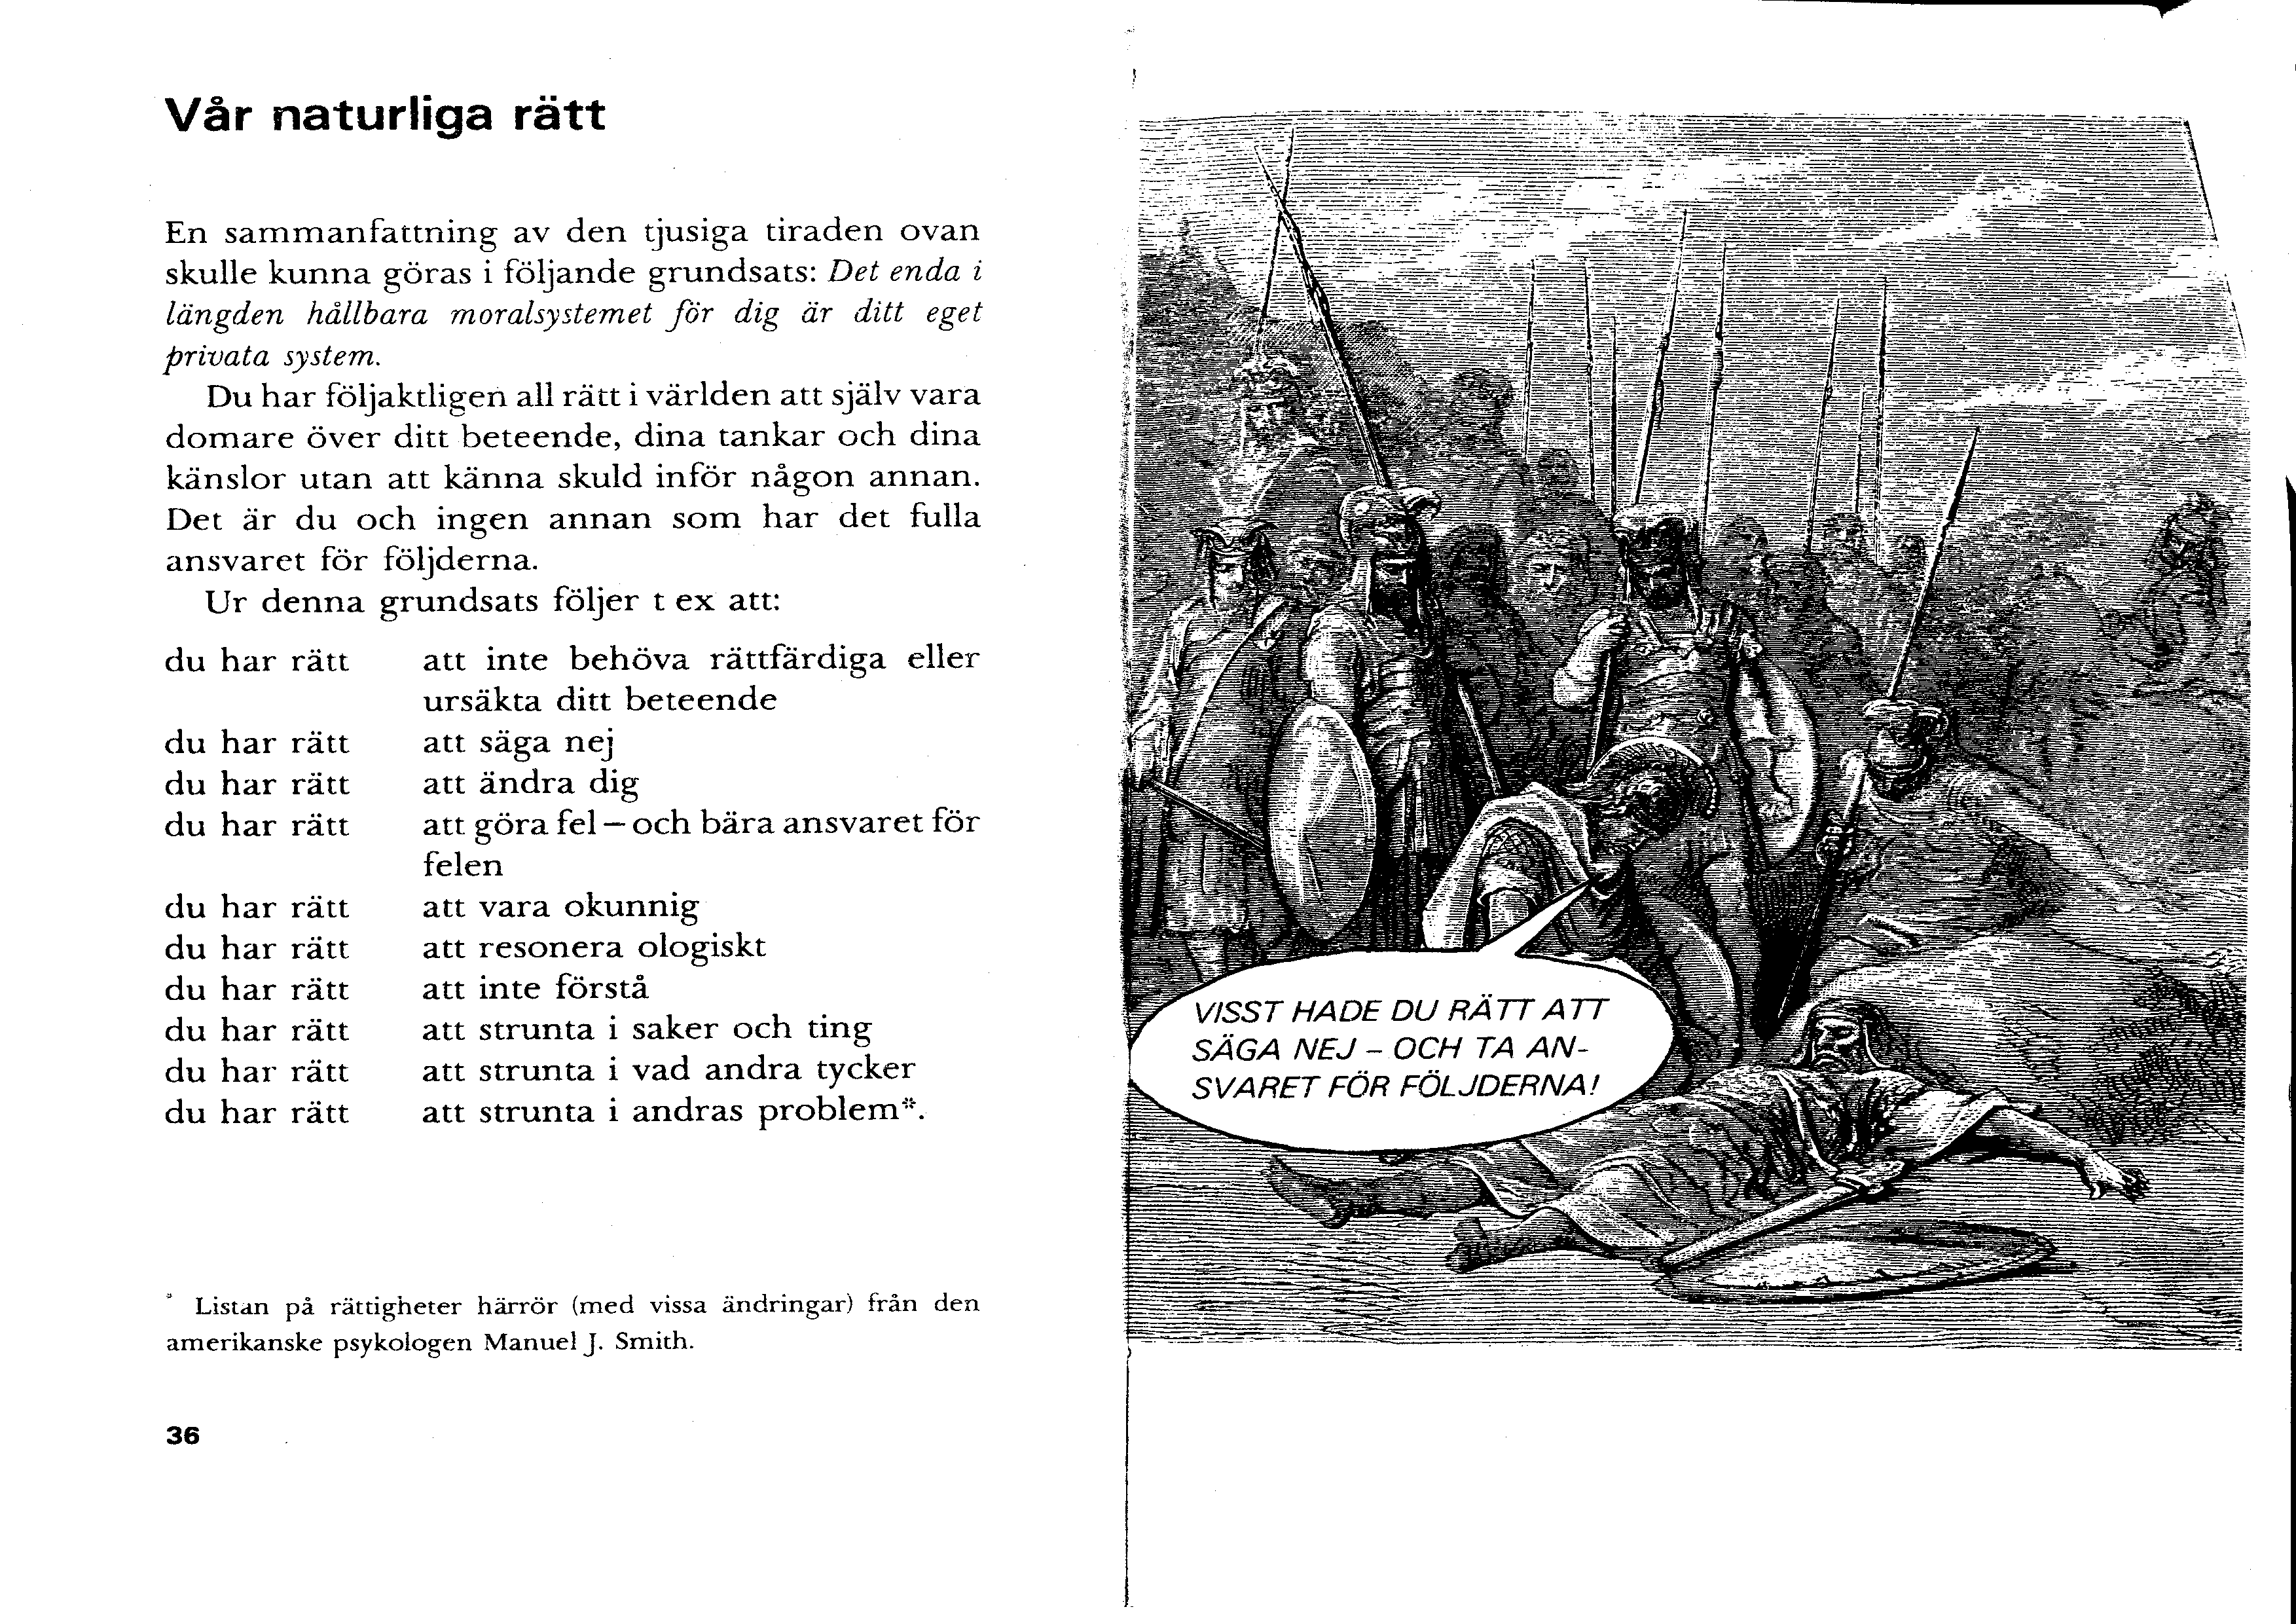 Vår naturliga rätt
En sammanfattning av den tjusiga tiraden ovan
skulle kunna göras i följande grundsats: Det enda i
längden hållbara moralsystemet för dig är ditt eget
privata system.
Du har följaktligen all rätt i världen att själv vara
domare över ditt beteende, dina tankar och dina
känslor utan att känna skuld inför någon annan.
Det är du och ingen annan som har det fulla
ansvaret för följderna.
Ur denna grundsats följer t ex att:
du har rätt att inte behöva rättfärdiga eller
ursäkta ditt beteende
du har rätt att säga nej
du har rätt att ändra dig
du har rätt att göra fel – och bära ansvaret för
felen
du har rätt att vara okunnig
du har rätt att resonera ologiskt
du har rätt att inte förstå
du har rätt att strunta i saker och ting
du har rätt att strunta i vad andra tycker
du har rätt att strunta i andras problem*.
* Listan på rättigheter härrör (med vissa ändringar) från den
amerikanske psykologen Manuel J. Smith.
36
VISST HADE DU RÄTT ATT
SÄGA NEJ – OCH TA AN-
SVARET FÖR FÖLJDERNA!